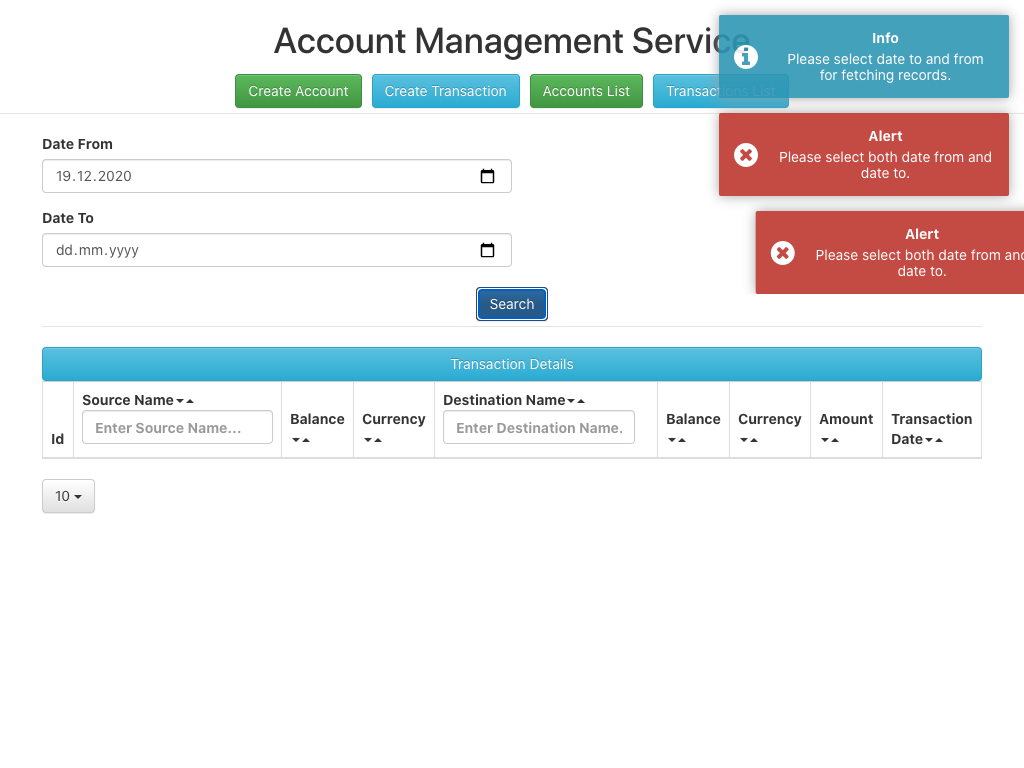 Account Management Service
Create Account
Create Transaction
Accounts List
Transactions List
Info
Please select date to and from
for fetching records.
Alert
Please select both date from and
date to.
Alert
Please select both date from and
date to.
Date From
19.12.2020
Date To
dd.mm.yyyy
Search
Transaction Details
Id
Source Name
Enter Source Name...
Balance
Currency
Destination Name
Enter Destination Name.
Balance
Currency
Amount
Transaction
Date
10